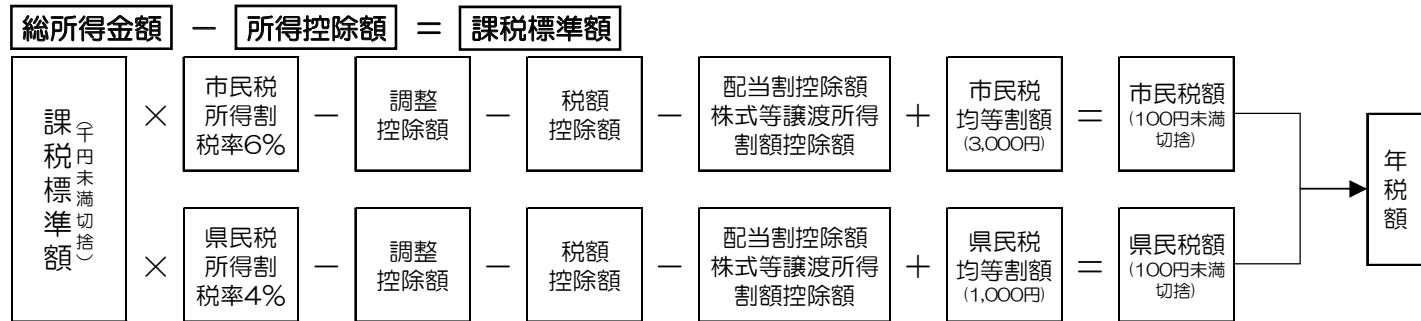 総所得金額 － 所得控除額 ＝ 課税標準額
課税標準額
(千円未満切捨)
×
市民税
所得割
税率6%
－
調整
控除額
－
税額
控除額
－
配当割控除額
株式等譲渡所得
割額控除額
＋
市民税
均等割額
(3,000円)
＝
市民税額
(100円未満
切捨)
×
県民税
所得割
税率4%
－
調整
控除額
－
税額
控除額
－
配当割控除額
株式等譲渡所得
割額控除額
＋
県民税
均等割額
(1,000円)
＝
県民税額
(100円未満
切捨)
年税額